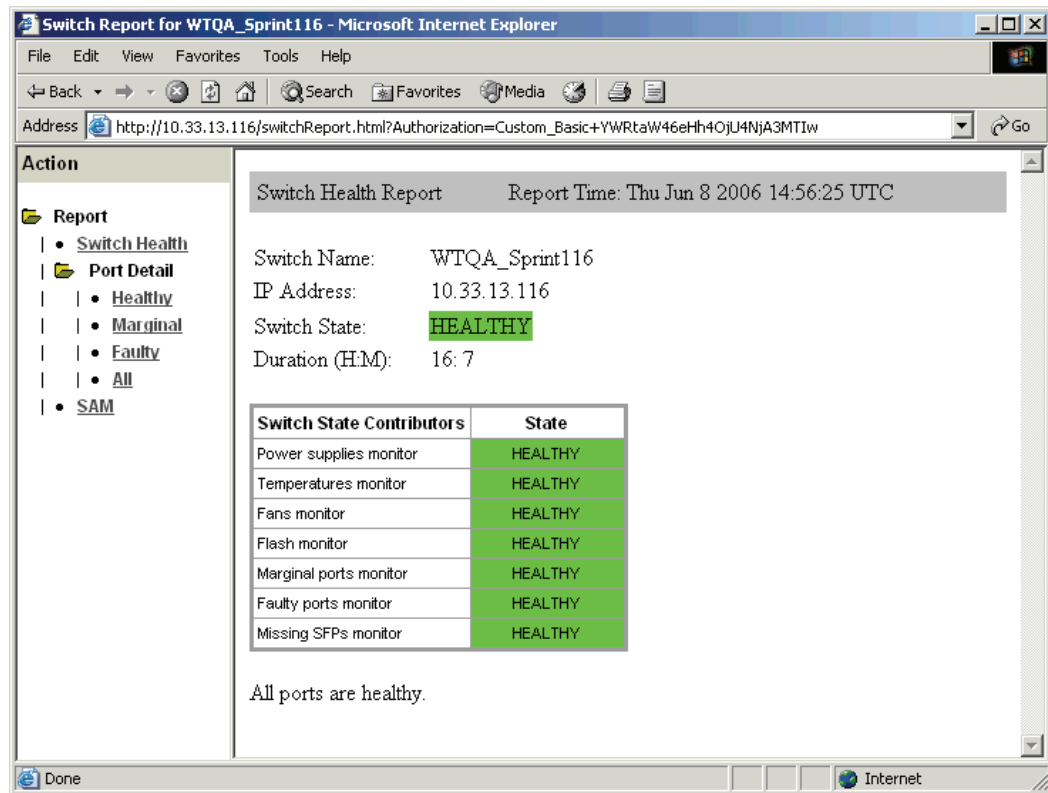 Switch Report for WTQA_Sprint116 - Microsoft Internet Explorer
File Edit View Favorites Tools Help
Back Search Favorites Media
Address http://10.33.13.116/switchReport.html?Authorization=Custom_Basic+YWRtaW46eHh4OjU4NjA3MTIw Go
Action
Report
Switch Health
Port Detail
Healthy
Marginal
Faulty
All
SAM
Switch Health Report Report Time: Thu Jun 8 2006 14:56:25 UTC
Switch Name: WTQA_Sprint116
IP Address: 10.33.13.116
Switch State: HEALTHY
Duration (H:M): 16: 7
Switch State Contributors State
Power supplies monitor HEALTHY
Temperatures monitor HEALTHY
Fans monitor HEALTHY
Flash monitor HEALTHY
Marginal ports monitor HEALTHY
Faulty ports monitor HEALTHY
Missing SFPs monitor HEALTHY
All ports are healthy.
Done Internet